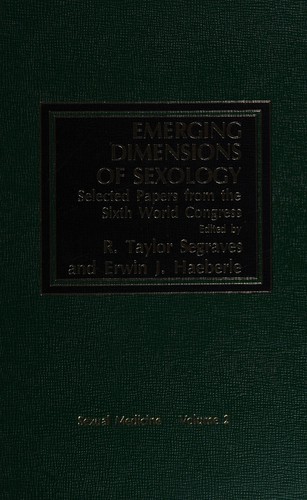 EMERGING
DIMENSIONS
OF SEXOLOGY
Selected Papers from the
Sixth World Congress
Edited by
R. Taylor Segraves
and Erwin J. Haeberle
Sexual Medicine Volume 2